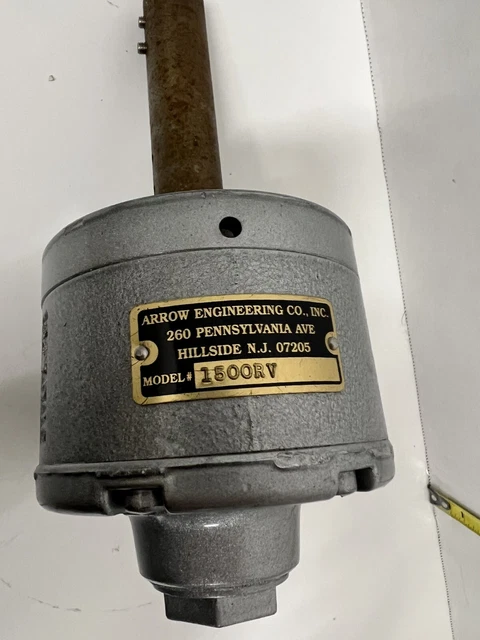 ARROW ENGINEERING CO., INC.
260 PENNSYLVANIA AVE
HILLSIDE N.J. 07205
MODEL# 1500RV